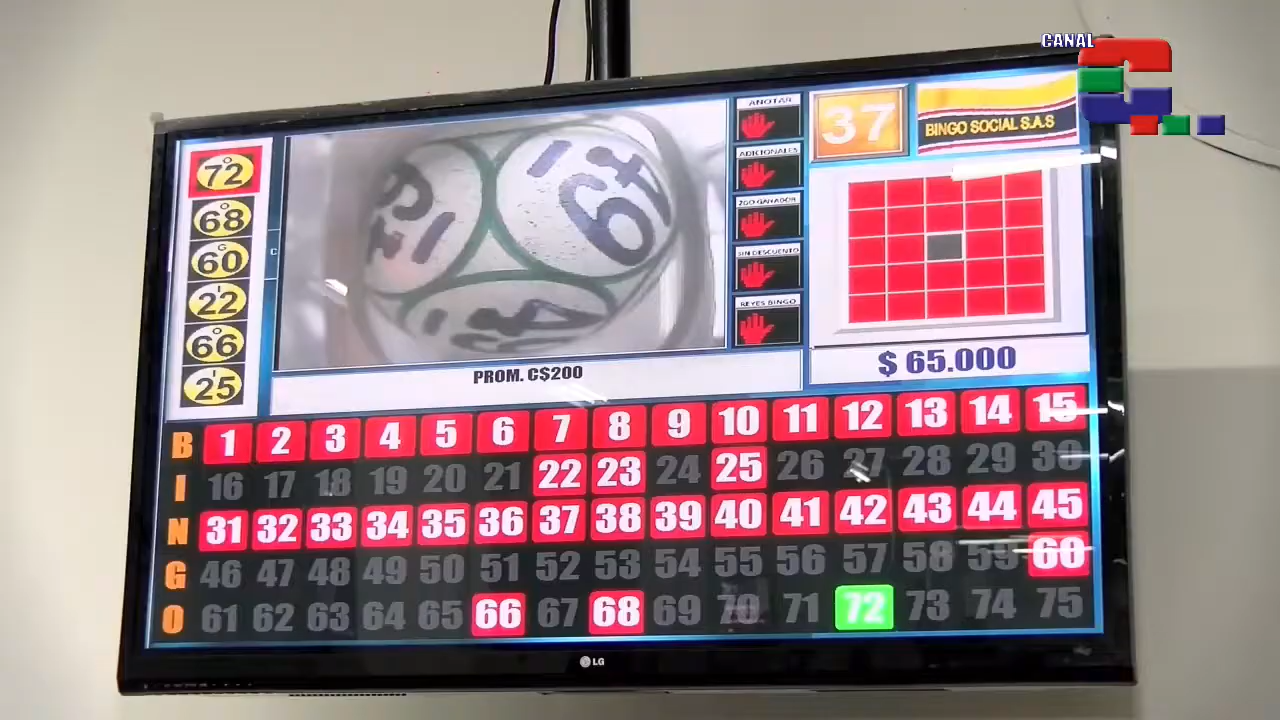 CANAL
72
68
60
22
66
25
ANOTAR
ADICIONALES
2DO GANADOR
SIN DESCUENTO
REYES BINGO
37
BINGO SOCIAL S.A.S
$ 65.000
PROM. C$200
B 1 2 3 4 5 6 7 8 9 10 11 12 13 14 15
I 16 17 18 19 20 21 22 23 24 25 26 27 28 29 30
N 31 32 33 34 35 36 37 38 39 40 41 42 43 44 45
G 46 47 48 49 50 51 52 53 54 55 56 57 58 59 60
O 61 62 63 64 65 66 67 68 69 70 71 72 73 74 75
LG